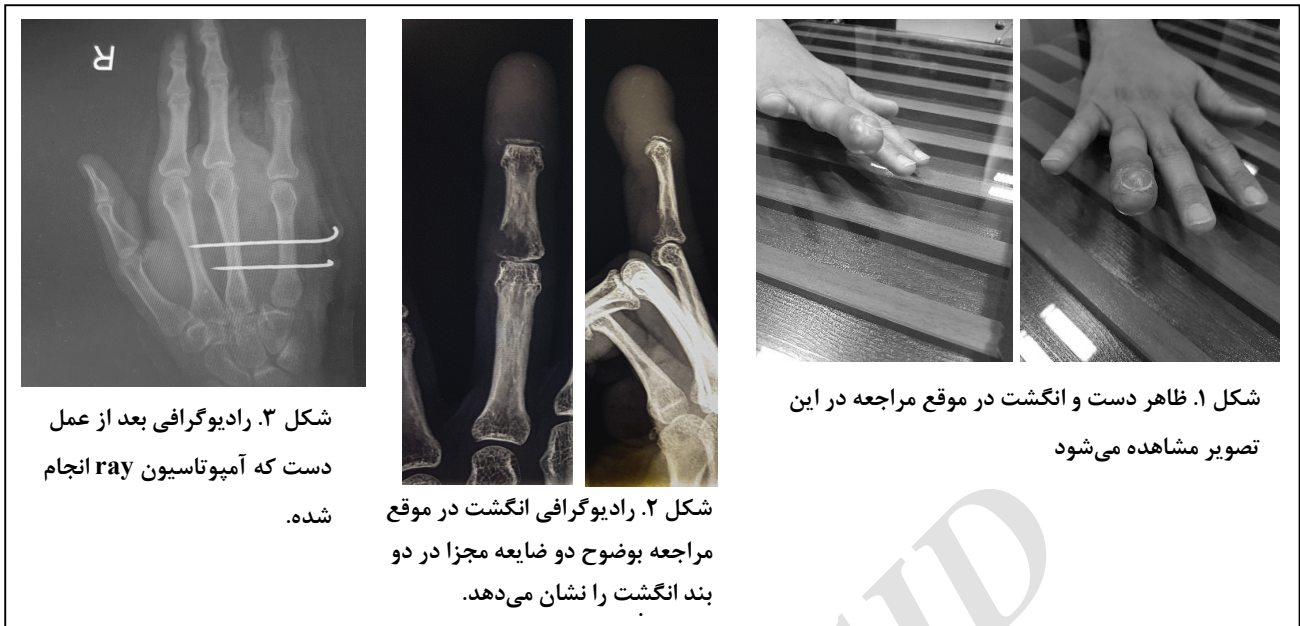 شکل ۱. ظاهر دست و انگشت در موقع مراجعه در این
تصویر مشاهده می‌شود
شکل ۲. رادیوگرافی انگشت در موقع
مراجعه بوضوح دو ضایعه مجزا در دو
بند انگشت را نشان می‌دهد.
R
شکل ۳. رادیوگرافی بعد از عمل
دست که آمپوتاسیون ray انجام
شده.